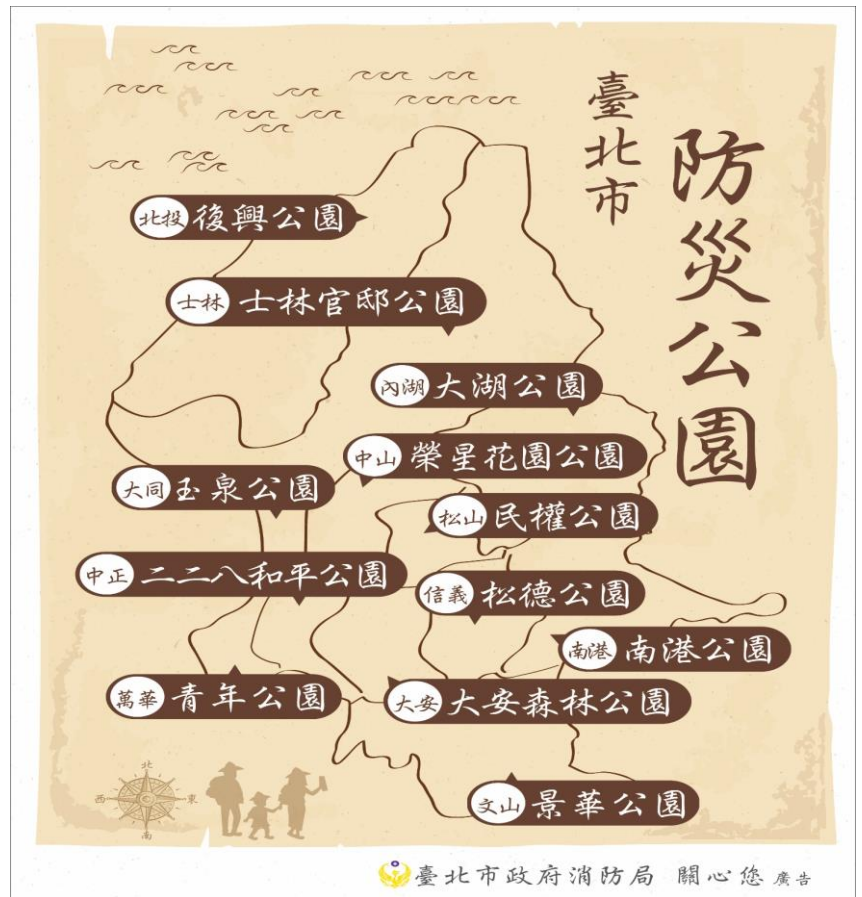 臺北市
防災公園
北投 後興公園
士林 士林官邸公園
內湖 大湖公園
中山 榮星花園公園
大同 玉泉公園
松山 民權公園
中正 二二八和平公園
信義 松德公園
南港 南港公園
萬華 青年公園
大安 大安森林公園
文山 景華公園
北
西 東
南
臺北市政府消防局 關心您 廣告